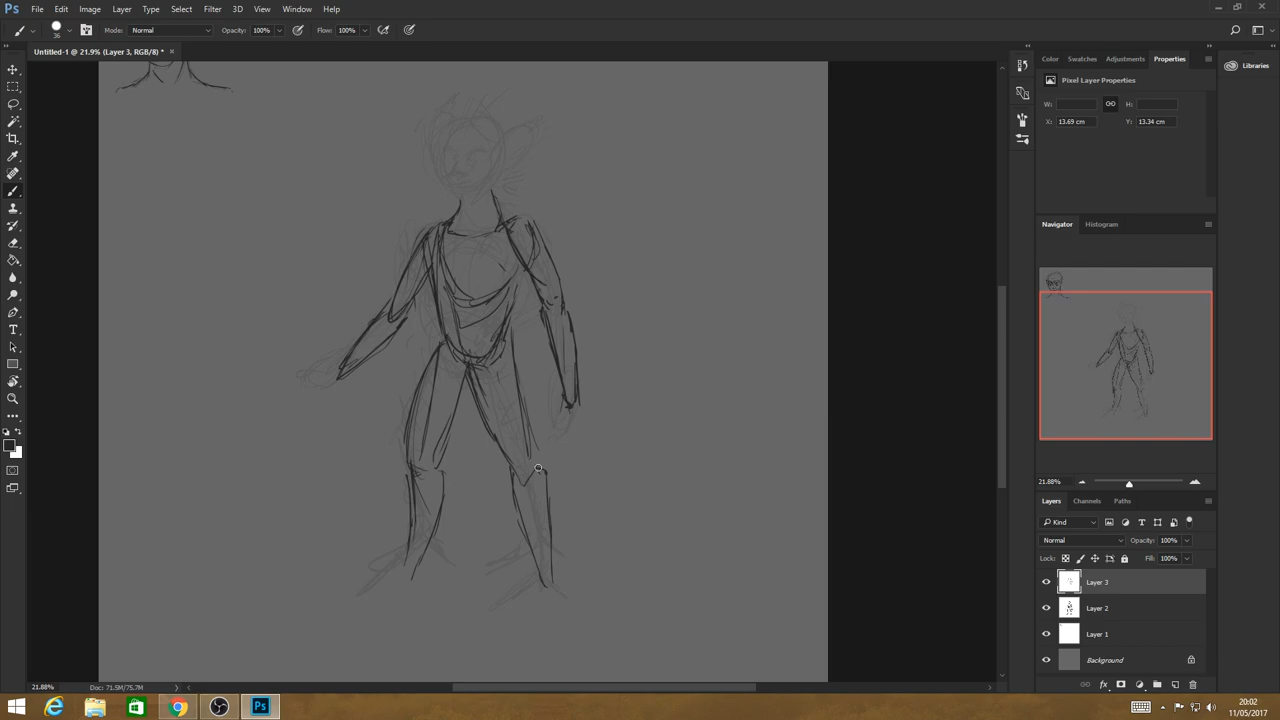 Ps File Edit Image Layer Type Select Filter 3D View Window Help
36 Mode: Normal Opacity: 100% Flow: 100%
Untitled-1 @ 21.9% (Layer 3, RGB/8) * ×
Color Swatches Adjustments Properties
Libraries
Pixel Layer Properties
W: H:
X: 13.69 cm Y: 13.34 cm
Navigator Histogram
21.88%
Layers Channels Paths
Kind
Normal Opacity: 100%
Lock: Fill: 100%
Layer 3
Layer 2
Layer 1
Background
fx
21.88% Doc: 71.5M/75.7M
Ps
20:02
11/05/2017